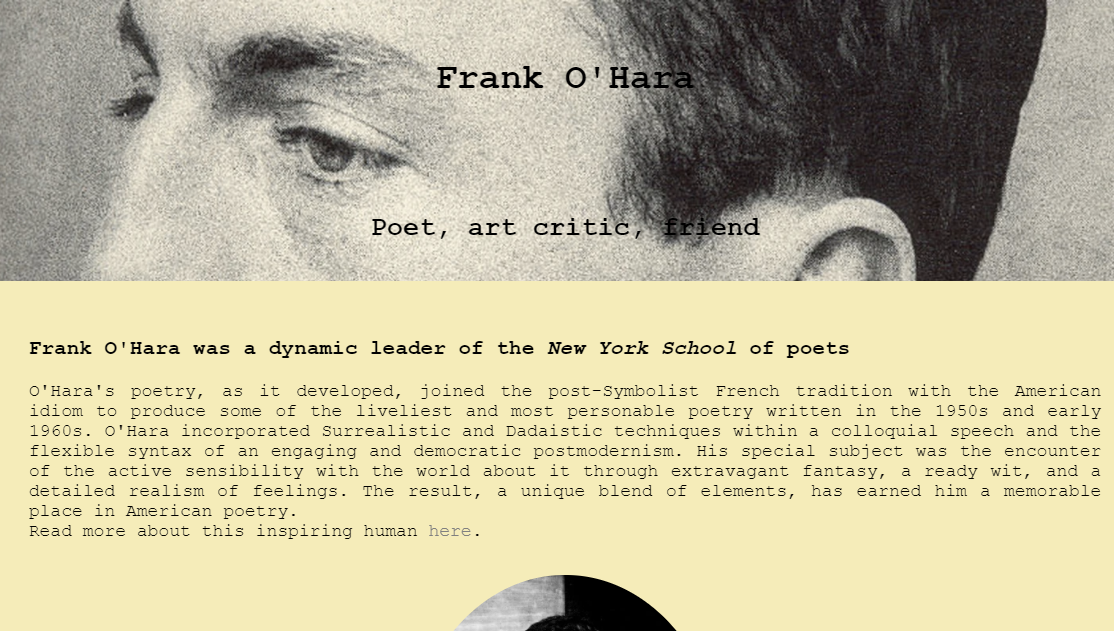 Frank O'Hara
Poet, art critic, friend
Frank O'Hara was a dynamic leader of the New York School of poets
O'Hara's poetry, as it developed, joined the post-Symbolist French tradition with the American
idiom to produce some of the liveliest and most personable poetry written in the 1950s and early
1960s. O'Hara incorporated Surrealistic and Dadaistic techniques within a colloquial speech and the
flexible syntax of an engaging and democratic postmodernism. His special subject was the encounter
of the active sensibility with the world about it through extravagant fantasy, a ready wit, and a
detailed realism of feelings. The result, a unique blend of elements, has earned him a memorable
place in American poetry.
Read more about this inspiring human here.